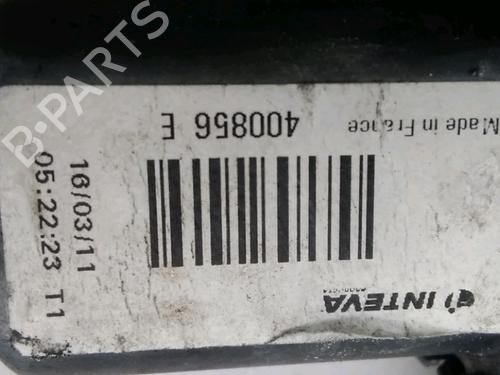 Made in France
400856 E
INTEVA
16/03/11
05:22:23 T1
B-PARTS